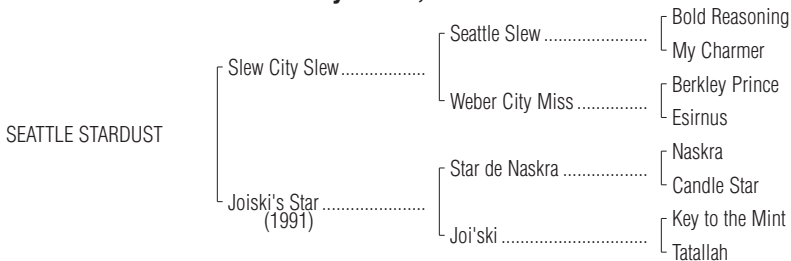 Bold Reasoning
Seattle Slew ......................
My Charmer
Slew City Slew..................
Berkley Prince
Weber City Miss ...............
Esirnus
SEATTLE STARDUST
Naskra
Star de Naskra ..................
Candle Star
Joiski's Star ......................
(1991)
Key to the Mint
Joi'ski ...............................
Tatallah